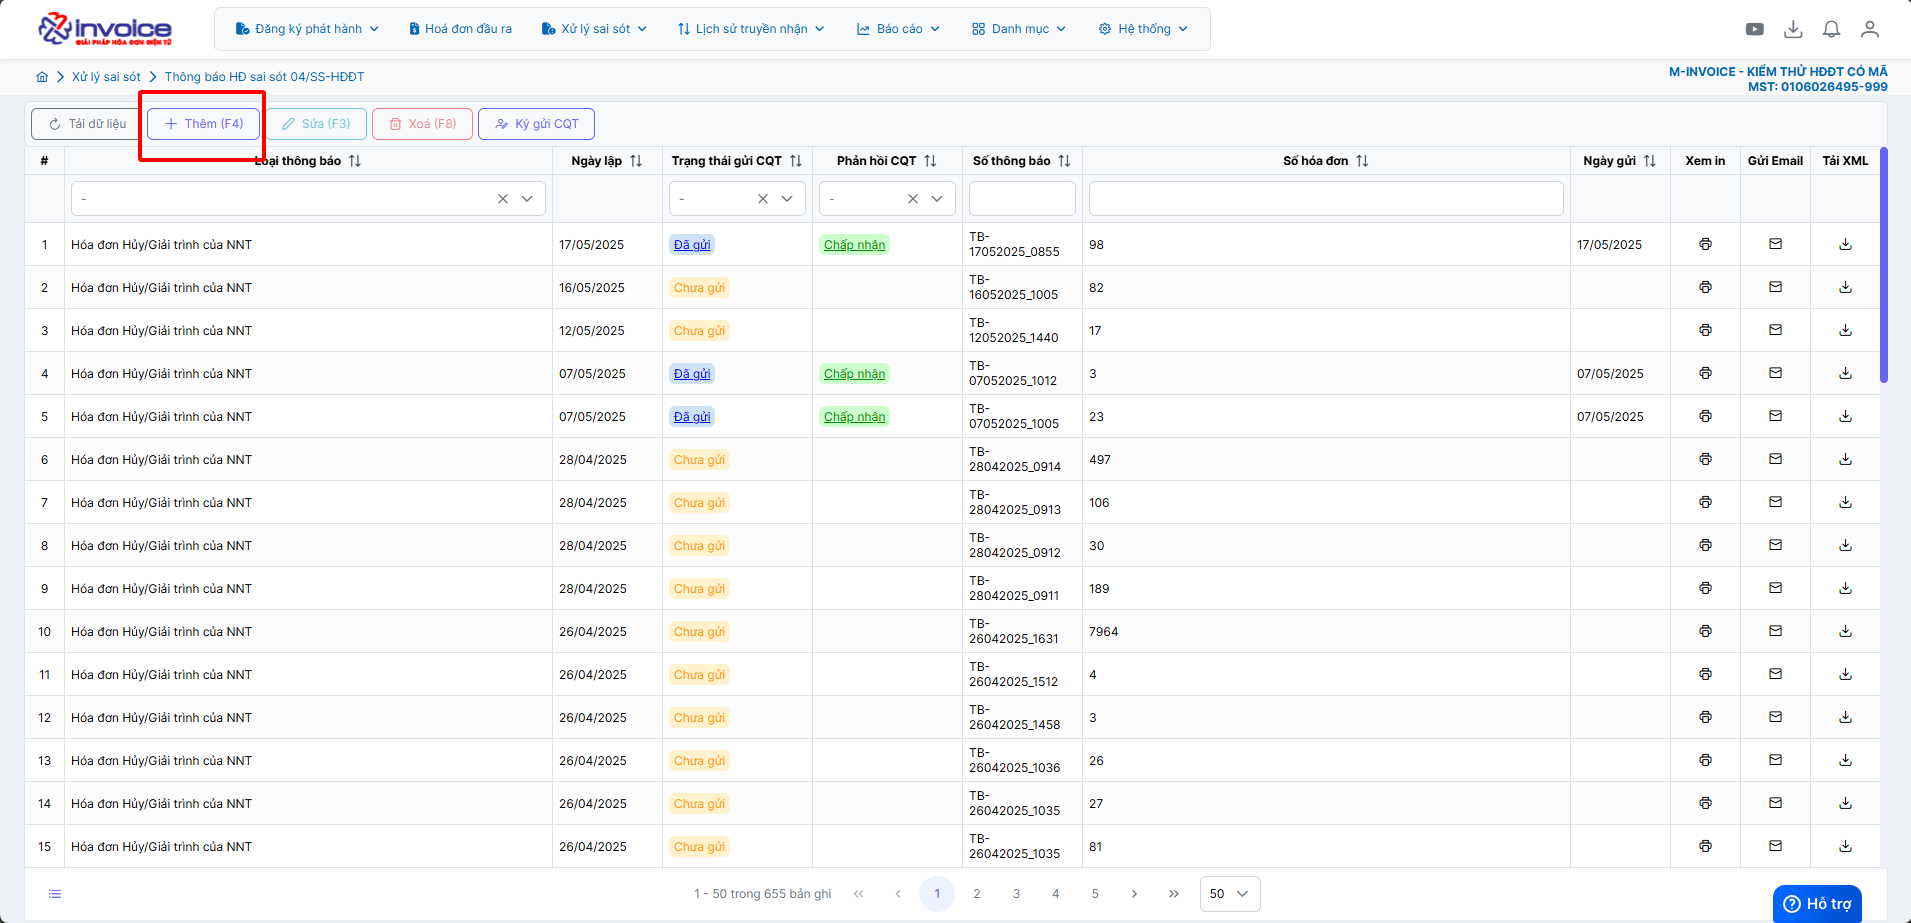 invoice
GIẢI PHÁP HÓA ĐƠN ĐIỆN TỬ
Đăng ký phát hành
Hoá đơn đầu ra
Xử lý sai sót
Lịch sử truyền nhận
Báo cáo
Danh mục
Hệ thống
Xử lý sai sót
Thông báo HĐ sai sót 04/SS-HĐĐT
M-INVOICE - KIỂM THỬ HĐĐT CÓ MÃ
MST: 0106026495-999
Tải dữ liệu
Thêm (F4)
Sửa (F3)
Xoá (F8)
Ký gửi CQT
# Loại thông báo Ngày lập Trạng thái gửi CQT Phản hồi CQT Số thông báo Số hóa đơn Ngày gửi Xem in Gửi Email Tải XML
- - -
1 Hóa đơn Hủy/Giải trình của NNT 17/05/2025 Đã gửi Chấp nhận TB-17052025_0855 98 17/05/2025
2 Hóa đơn Hủy/Giải trình của NNT 16/05/2025 Chưa gửi TB-16052025_1005 82
3 Hóa đơn Hủy/Giải trình của NNT 12/05/2025 Chưa gửi TB-12052025_1440 17
4 Hóa đơn Hủy/Giải trình của NNT 07/05/2025 Đã gửi Chấp nhận TB-07052025_1012 3 07/05/2025
5 Hóa đơn Hủy/Giải trình của NNT 07/05/2025 Đã gửi Chấp nhận TB-07052025_1005 23 07/05/2025
6 Hóa đơn Hủy/Giải trình của NNT 28/04/2025 Chưa gửi TB-28042025_0914 497
7 Hóa đơn Hủy/Giải trình của NNT 28/04/2025 Chưa gửi TB-28042025_0913 106
8 Hóa đơn Hủy/Giải trình của NNT 28/04/2025 Chưa gửi TB-28042025_0912 30
9 Hóa đơn Hủy/Giải trình của NNT 28/04/2025 Chưa gửi TB-28042025_0911 189
10 Hóa đơn Hủy/Giải trình của NNT 26/04/2025 Chưa gửi TB-26042025_1631 7964
11 Hóa đơn Hủy/Giải trình của NNT 26/04/2025 Chưa gửi TB-26042025_1512 4
12 Hóa đơn Hủy/Giải trình của NNT 26/04/2025 Chưa gửi TB-26042025_1458 3
13 Hóa đơn Hủy/Giải trình của NNT 26/04/2025 Chưa gửi TB-26042025_1036 26
14 Hóa đơn Hủy/Giải trình của NNT 26/04/2025 Chưa gửi TB-26042025_1035 27
15 Hóa đơn Hủy/Giải trình của NNT 26/04/2025 Chưa gửi TB-26042025_1035 81
1 - 50 trong 655 bản ghi « ‹ 1 2 3 4 5 › » 50
Hỗ trợ